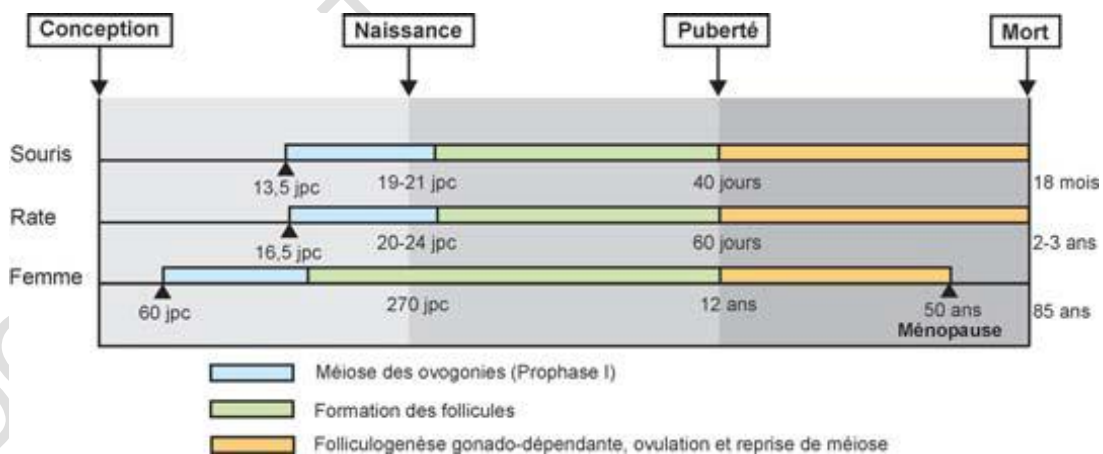 Conception Naissance Puberté Mort
Souris
13,5 jpc 19-21 jpc 40 jours 18 mois
Rate
16,5 jpc 20-24 jpc 60 jours 2-3 ans
Femme
60 jpc 270 jpc 12 ans 50 ans 85 ans
Ménopause
Méiose des ovogonies (Prophase I)
Formation des follicules
Folliculogenèse gonado-dépendante, ovulation et reprise de méiose